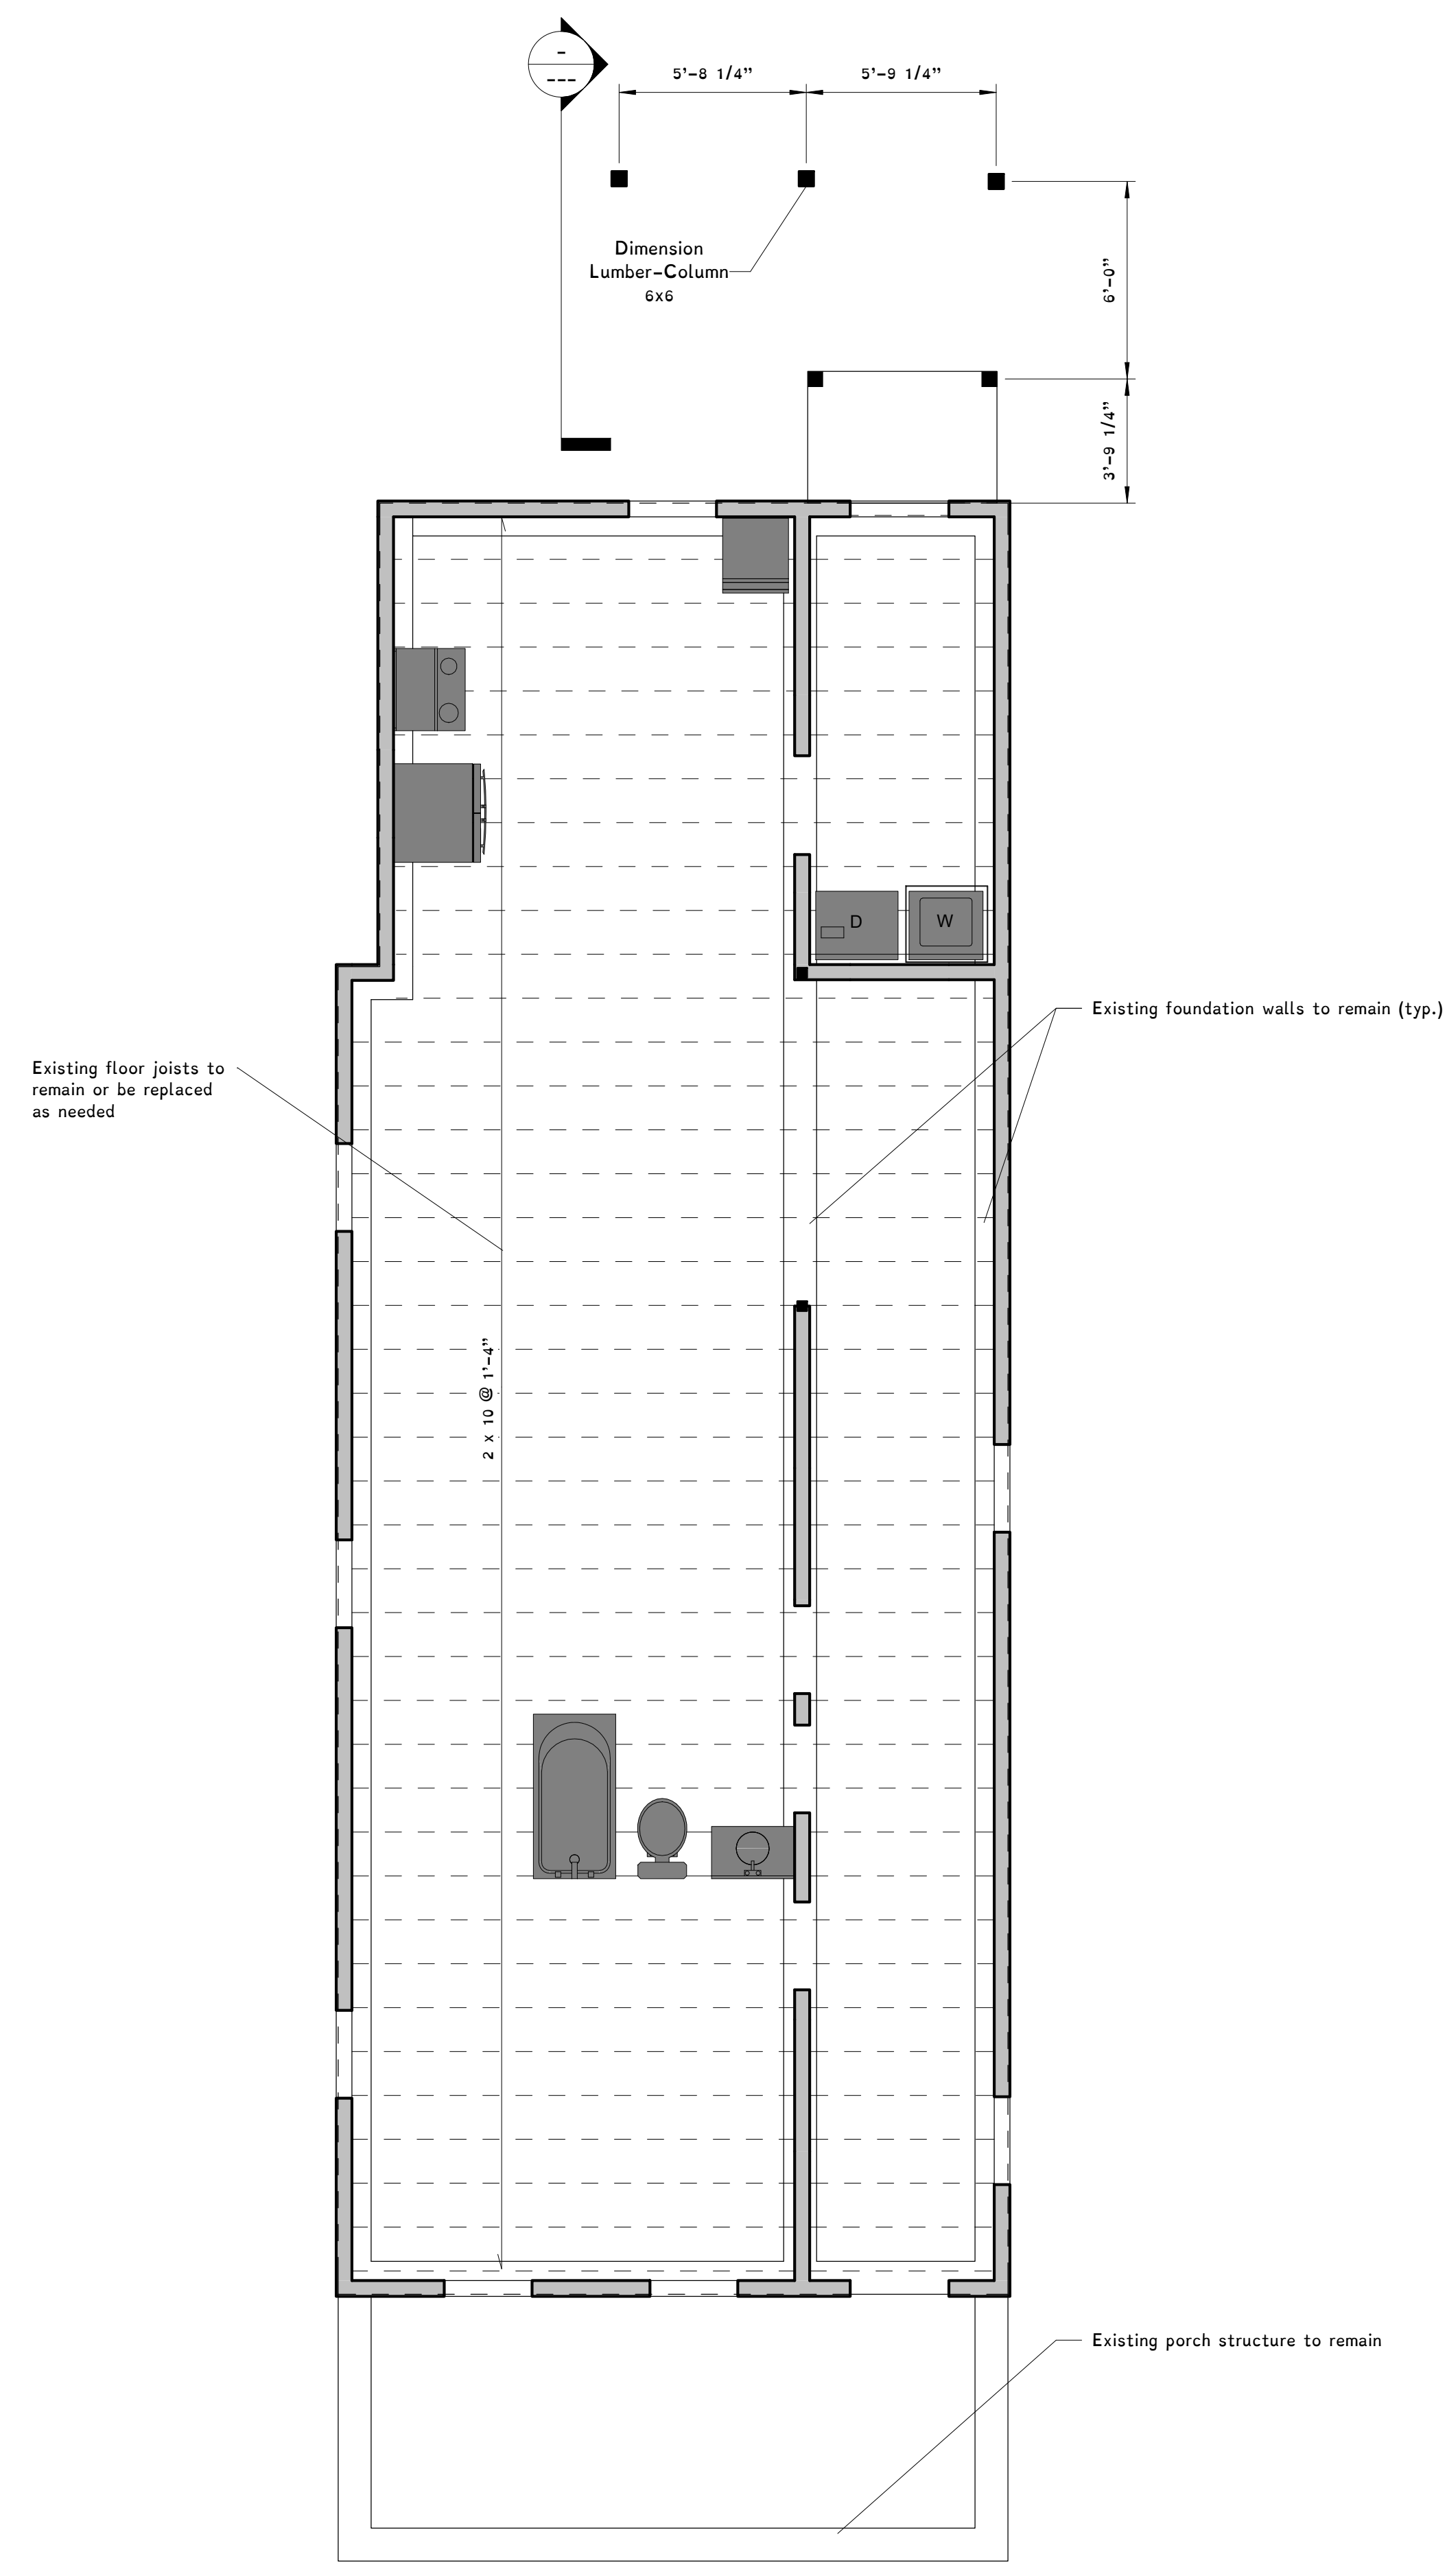 -
---
5’-8 1/4” 5’-9 1/4”
Dimension
Lumber-Column
6x6
6’-0”
3’-9 1/4”
D W
Existing foundation walls to remain (typ.)
Existing floor joists to
remain or be replaced
as needed
2 x 10 @ 1’-4”
Existing porch structure to remain